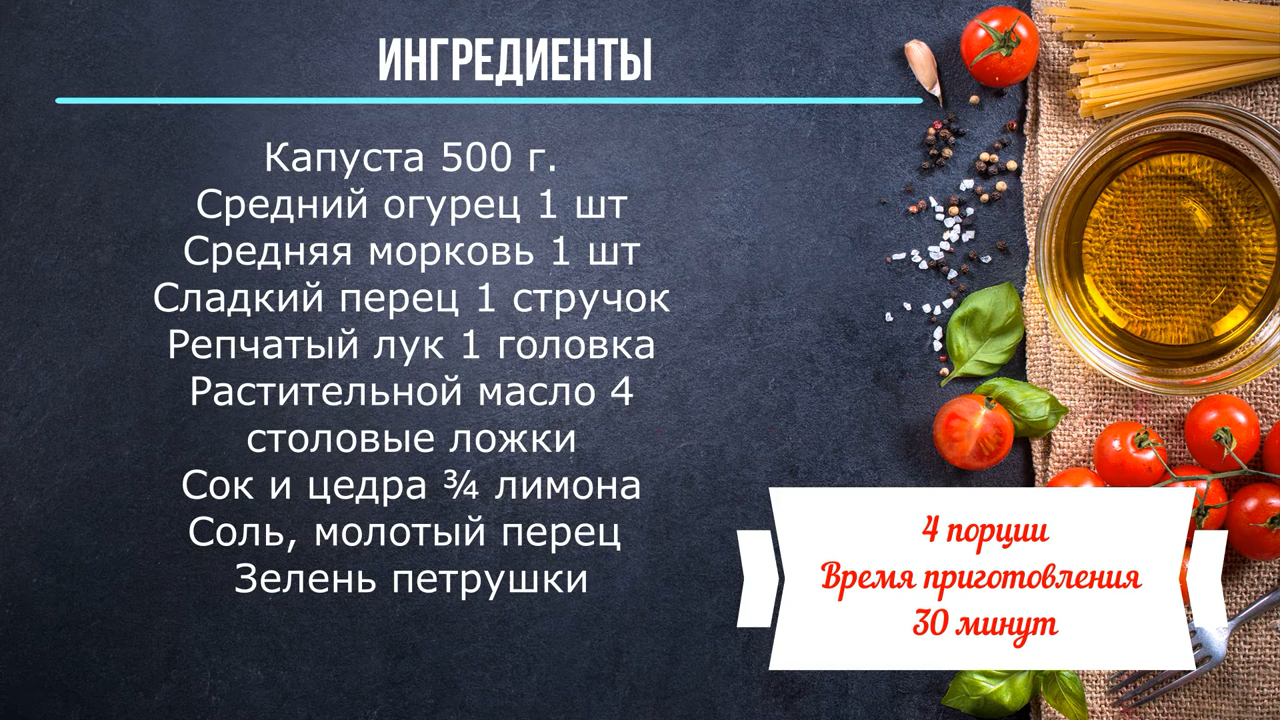 ИНГРЕДИЕНТЫ
Капуста 500 г.
Средний огурец 1 шт
Средняя морковь 1 шт
Сладкий перец 1 стручок
Репчатый лук 1 головка
Растительной масло 4
столовые ложки
Сок и цедра ¾ лимона
Соль, молотый перец
Зелень петрушки
4 порции
Время приготовления
30 минут